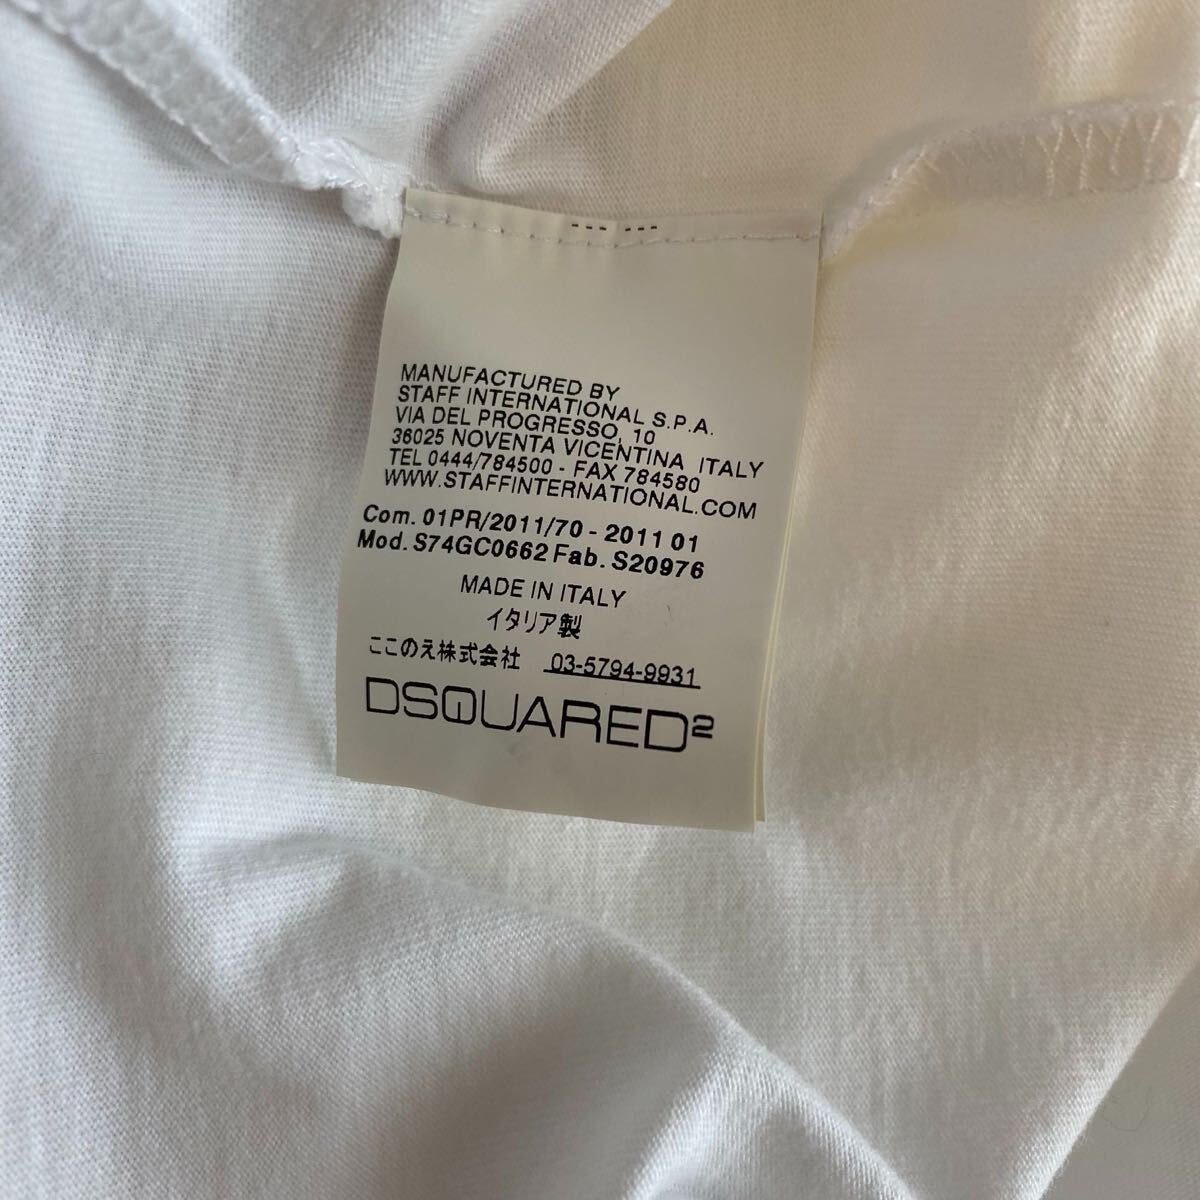 MANUFACTURED BY
STAFF INTERNATIONAL S.P.A.
VIA DEL PROGRESSO, 10
36025 NOVENTA VICENTINA ITALY
TEL 0444/784500 - FAX 784580
WWW.STAFFINTERNATIONAL.COM
Com. 01PR/2011/70 - 2011 01
Mod. S74GC0662 Fab. S20976
MADE IN ITALY
イタリア製
ここのえ株式会社 03-5794-9931
DSQUARED²